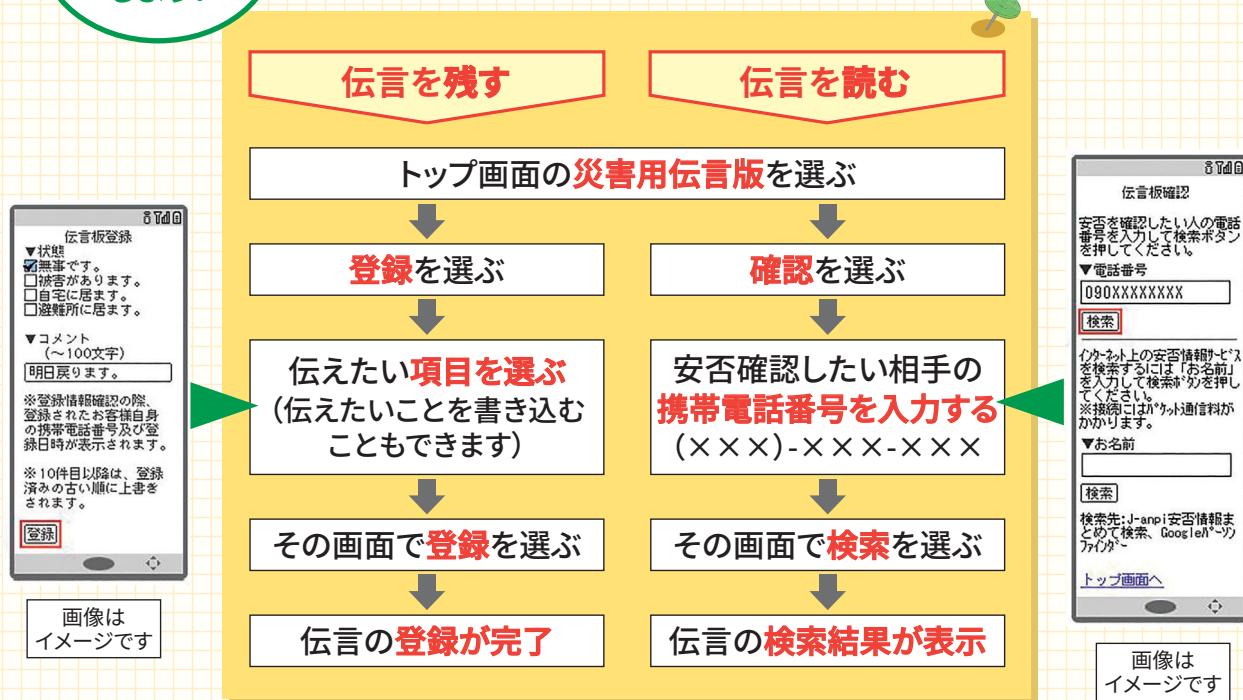 伝言を残す
伝言を読む
トップ画面の災害用伝言版を選ぶ
登録を選ぶ
伝えたい項目を選ぶ
(伝えたいことを書き込む
こともできます)
その画面で登録を選ぶ
伝言の登録が完了
確認を選ぶ
安否確認したい相手の
携帯電話番号を入力する
(×××)-×××-×××
その画面で検索を選ぶ
伝言の検索結果が表示
伝言板登録
▼状態
☑無事です。
□被害があります。
□自宅に居ます。
□避難所に居ます。
▼コメント
(～100文字)
明日戻ります。
※登録情報確認の際、
登録されたお客様自身
の携帯電話番号及び登
録日時が表示されます。
※10件目以降は、登録
済みの古い順に上書き
されます。
登録
画像は
イメージです
伝言板確認
安否を確認したい人の電話
番号を入力して検索ボタン
を押してください。
▼電話番号
090XXXXXXXX
検索
インターネット上の安否情報サービス
を検索するには「お名前」
を入力して検索ボタンを押し
てください。
※接続にはパケット通信料が
かかります。
▼お名前
検索
検索先:J-anpi安否情報ま
とめて検索、Googleパーソン
ファインダー
トップ画面へ
画像は
イメージです